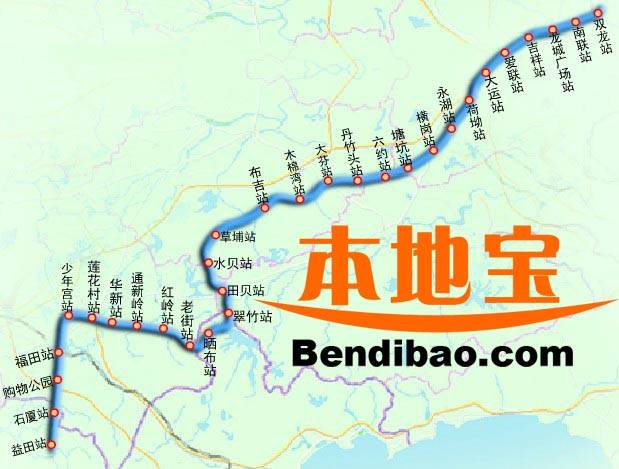 双龙站
南联站
龙城广场站
吉祥站
爱联站
大运站
荷坳站
永湖站
横岗站
塘坑站
六约站
丹竹头站
大芬站
木棉湾站
布吉站
草埔站
水贝站
田贝站
翠竹站
晒布站
老街站
红岭站
通新岭站
华新站
莲花村站
少年宫站
福田站
购物公园
石厦站
益田站
本地宝
Bendibao.com